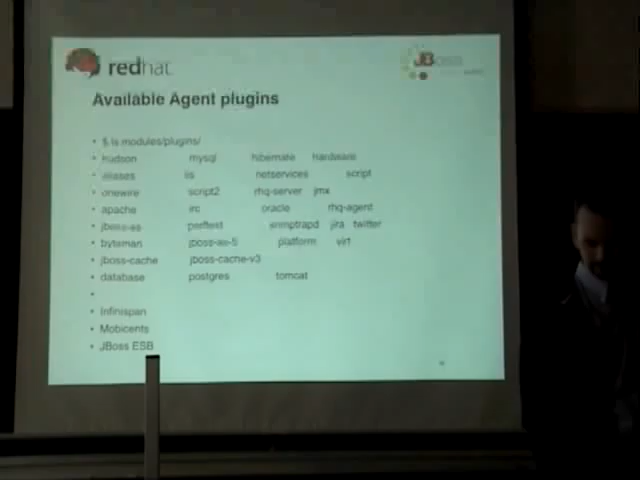 redhat.
JBoss
Available Agent plugins
• $ ls modules/plugins/
• hudson mysql hibernate hardware
• aliases iis netservices script
• onewire script2 rhq-server jmx
• apache irc oracle rhq-agent
• jboss-as perftest snmptrapd jira twitter
• byteman jboss-as-5 platform virt
• jboss-cache jboss-cache-v3
• database postgres tomcat
•
• Infinispan
• Mobicents
• JBoss ESB